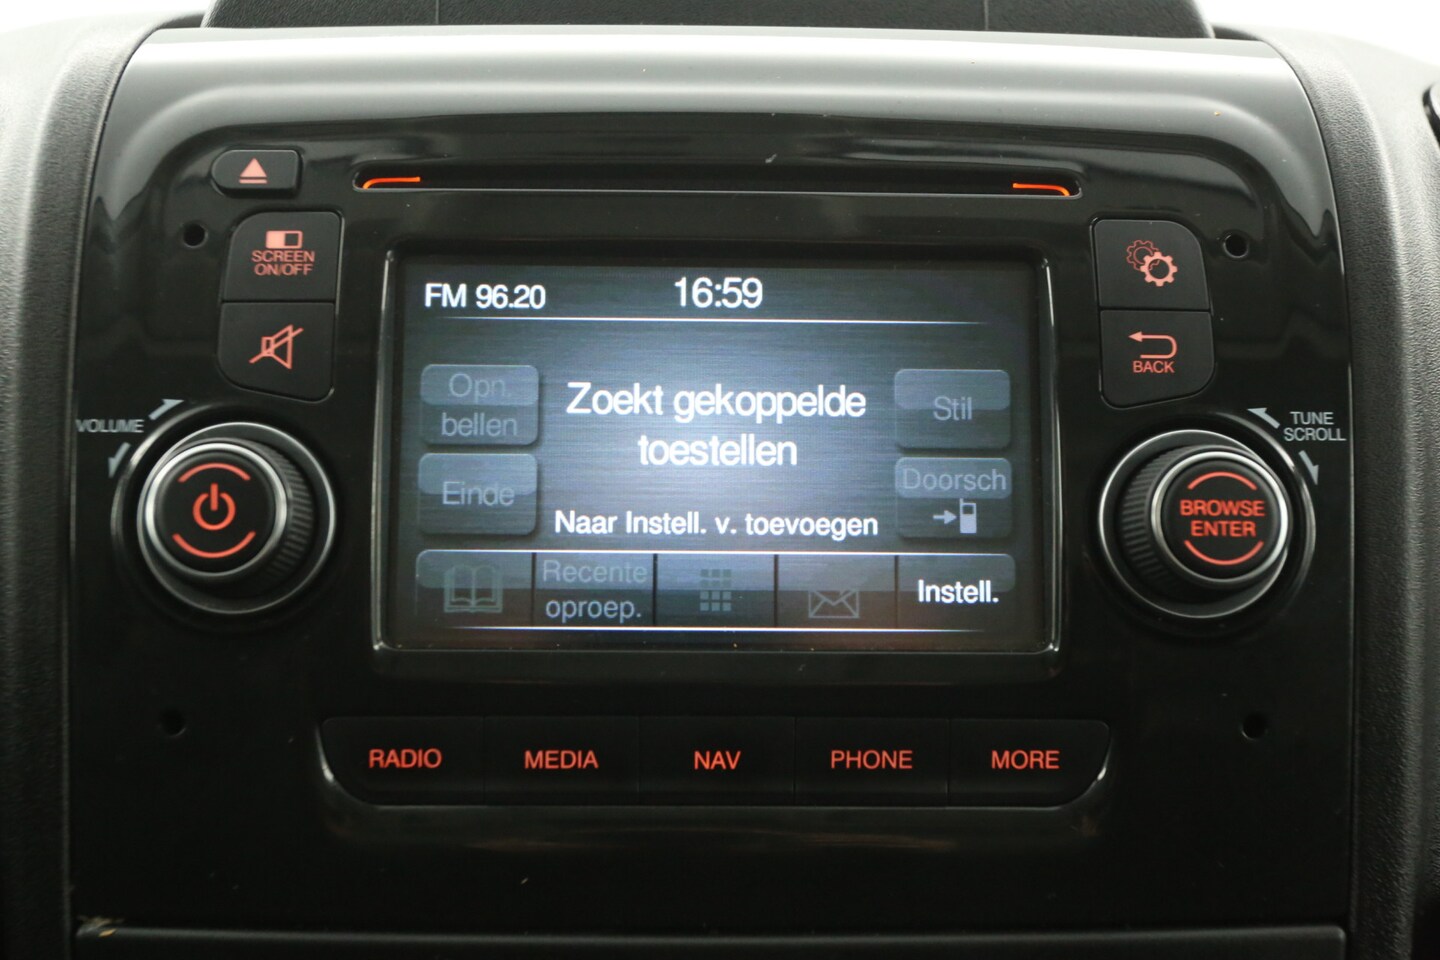 SCREEN
ON/OFF
VOLUME
FM 96.20
16:59
Opn.
bellen
Zoekt gekoppelde
toestellen
Stil
Einde
Doorsch
Naar Instell. v. toevoegen
Recente
oproep.
Instell.
BACK
TUNE
SCROLL
BROWSE
ENTER
RADIO
MEDIA
NAV
PHONE
MORE